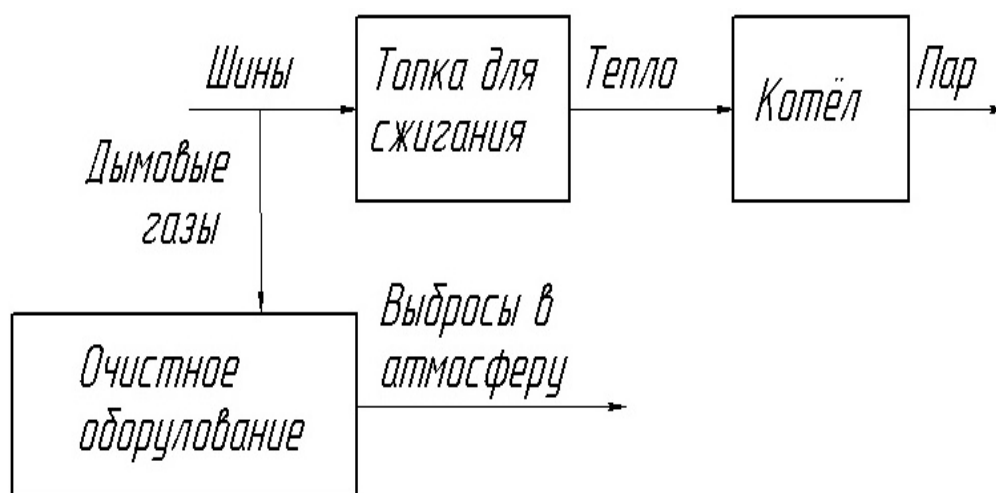 Шины
Топка для
сжигания
Тепло
Котёл
Пар
Дымовые
газы
Очистное
оборулование
Выбросы в
атмосферу